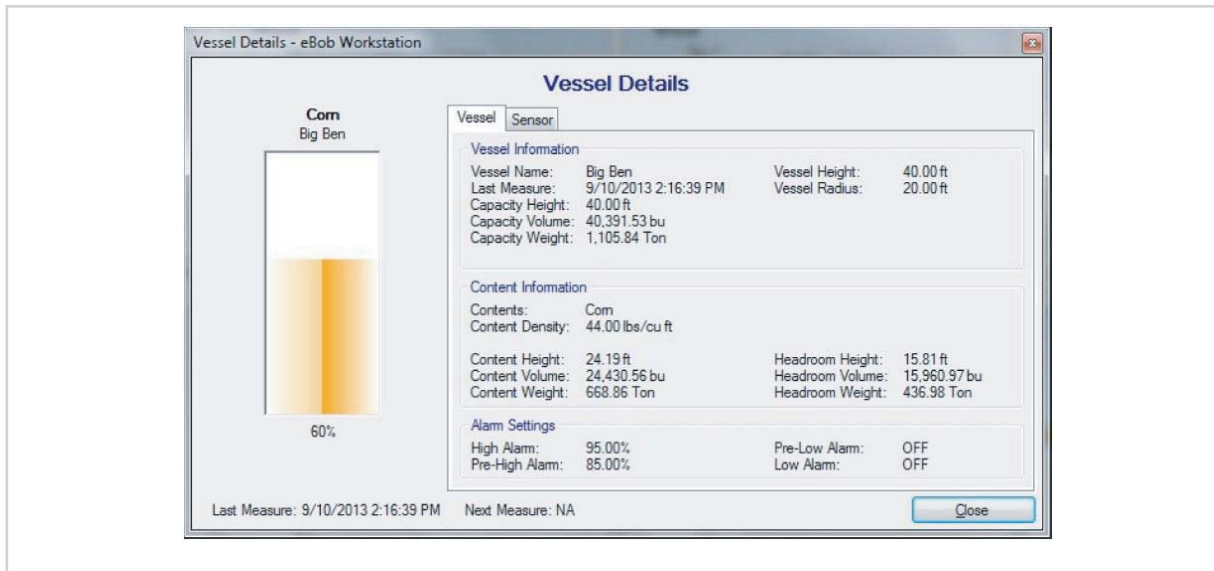 Vessel Details - eBob Workstation
Vessel Details
Corn
Big Ben
60%
Vessel Sensor
Vessel Information
Vessel Name: Big Ben Vessel Height: 40.00 ft
Last Measure: 9/10/2013 2:16:39 PM Vessel Radius: 20.00 ft
Capacity Height: 40.00 ft
Capacity Volume: 40,391.53 bu
Capacity Weight: 1,105.84 Ton
Content Information
Contents: Corn
Content Density: 44.00 lbs/cu ft
Content Height: 24.19 ft Headroom Height: 15.81 ft
Content Volume: 24,430.56 bu Headroom Volume: 15,960.97 bu
Content Weight: 668.86 Ton Headroom Weight: 436.98 Ton
Alarm Settings
High Alarm: 95.00% Pre-Low Alarm: OFF
Pre-High Alarm: 85.00% Low Alarm: OFF
Last Measure: 9/10/2013 2:16:39 PM Next Measure: NA Close